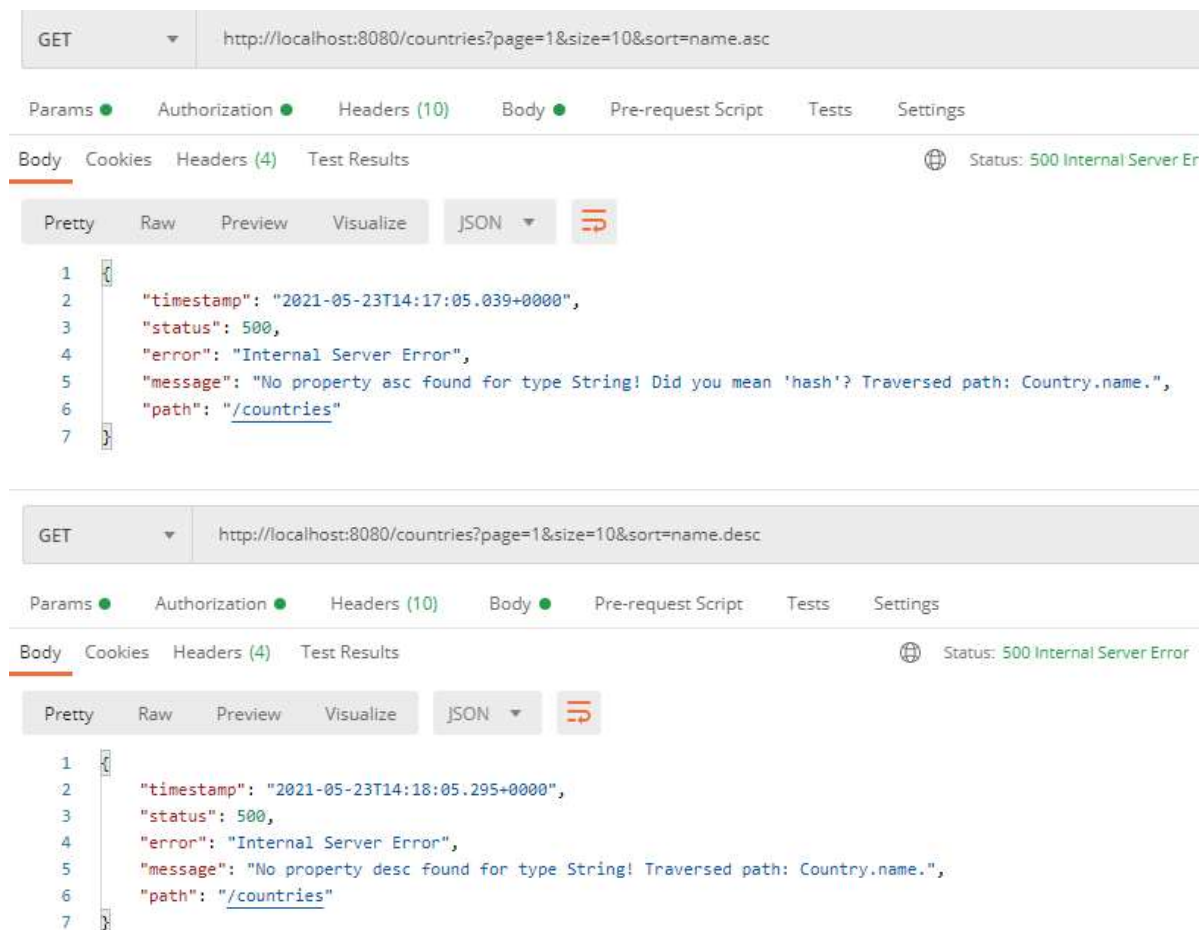 GET http://localhost:8080/countries?page=1&size=10&sort=name.asc
Params Authorization Headers (10) Body Pre-request Script Tests Settings
Body Cookies Headers (4) Test Results Status: 500 Internal Server Er
Pretty Raw Preview Visualize JSON
1 {
2 "timestamp": "2021-05-23T14:17:05.039+0000",
3 "status": 500,
4 "error": "Internal Server Error",
5 "message": "No property asc found for type String! Did you mean 'hash'? Traversed path: Country.name.",
6 "path": "/countries"
7 }
GET http://localhost:8080/countries?page=1&size=10&sort=name.desc
Params Authorization Headers (10) Body Pre-request Script Tests Settings
Body Cookies Headers (4) Test Results Status: 500 Internal Server Error
Pretty Raw Preview Visualize JSON
1 {
2 "timestamp": "2021-05-23T14:18:05.295+0000",
3 "status": 500,
4 "error": "Internal Server Error",
5 "message": "No property desc found for type String! Traversed path: Country.name.",
6 "path": "/countries"
7 }